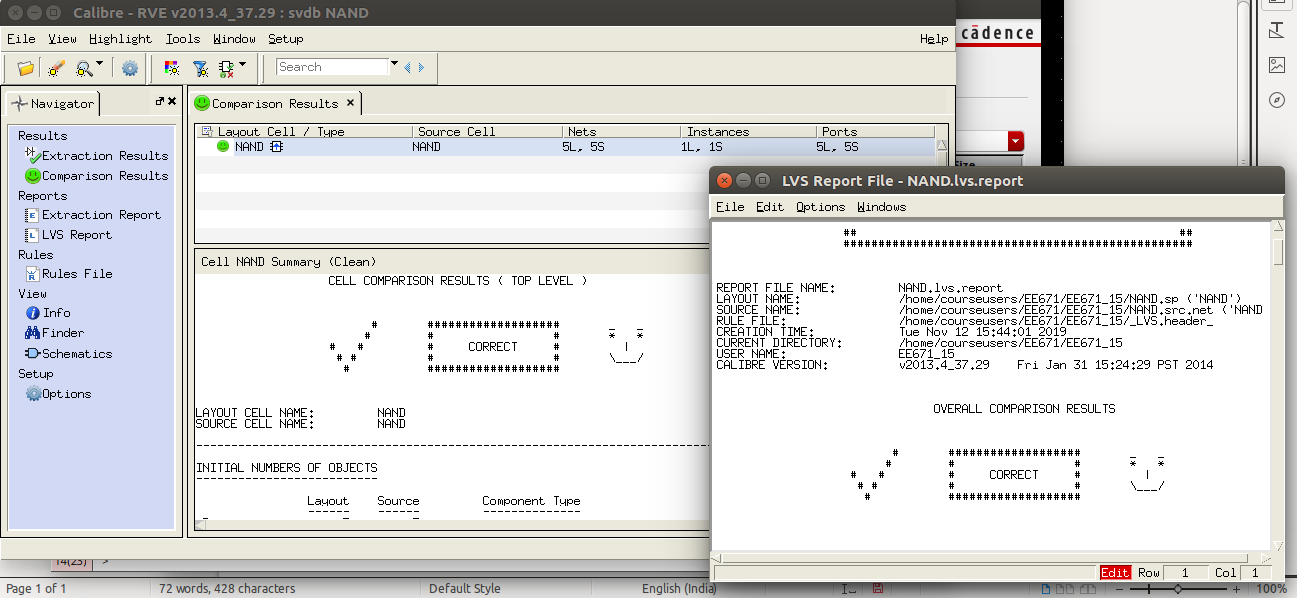 Calibre - RVE v2013.4_37.29 : svdb NAND
File View Highlight Tools Window Setup Help
Search
Navigator
Results
Extraction Results
Comparison Results
Reports
Extraction Report
LVS Report
Rules
Rules File
View
Info
Finder
Schematics
Setup
Options
Comparison Results
Layout Cell / Type Source Cell Nets Instances Ports
NAND NAND 5L, 5S 1L, 1S 5L, 5S
Cell NAND Summary (Clean)
CELL COMPARISON RESULTS ( TOP LEVEL )
CORRECT
LAYOUT CELL NAME: NAND
SOURCE CELL NAME: NAND
INITIAL NUMBERS OF OBJECTS
Layout Source Component Type
cādence
Size
LVS Report File - NAND.lvs.report
File Edit Options Windows
REPORT FILE NAME: NAND.lvs.report
LAYOUT NAME: /home/courseusers/EE671/EE671_15/NAND.sp ('NAND')
SOURCE NAME: /home/courseusers/EE671/EE671_15/NAND.src.net ('NAND
RULE FILE: /home/courseusers/EE671/EE671_15/_LVS.header_
CREATION TIME: Tue Nov 12 15:44:01 2019
CURRENT DIRECTORY: /home/courseusers/EE671/EE671_15
USER NAME: EE671_15
CALIBRE VERSION: v2013.4_37.29 Fri Jan 31 15:24:29 PST 2014
OVERALL COMPARISON RESULTS
CORRECT
Edit Row 1 Col 1
14(23) >
Page 1 of 1 72 words, 428 characters Default Style English (India) 100%